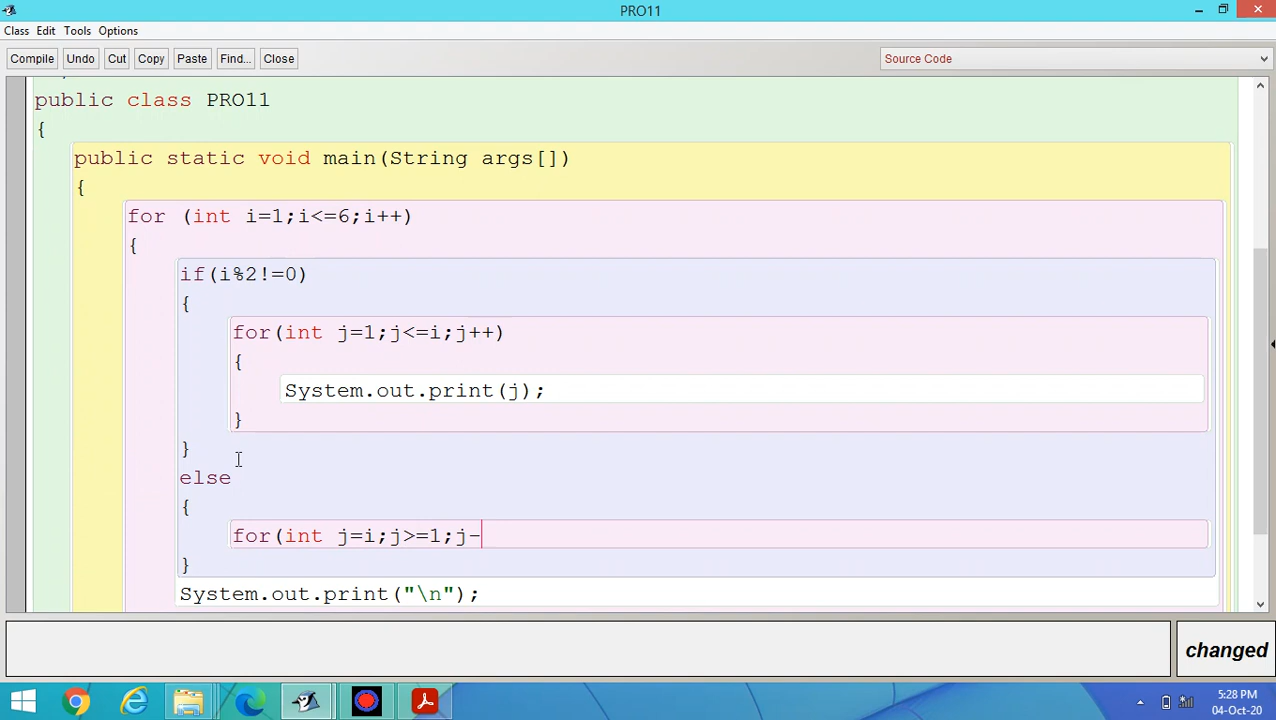 PRO11
Class Edit Tools Options
Compile Undo Cut Copy Paste Find... Close Source Code
public class PRO11
{
public static void main(String args[])
{
for (int i=1;i<=6;i++)
{
if(i%2!=0)
{
for(int j=1;j<=i;j++)
{
System.out.print(j);
}
}
else
{
for(int j=i;j>=1;j-
}
System.out.print("\n");
changed
5:28 PM
04-Oct-20